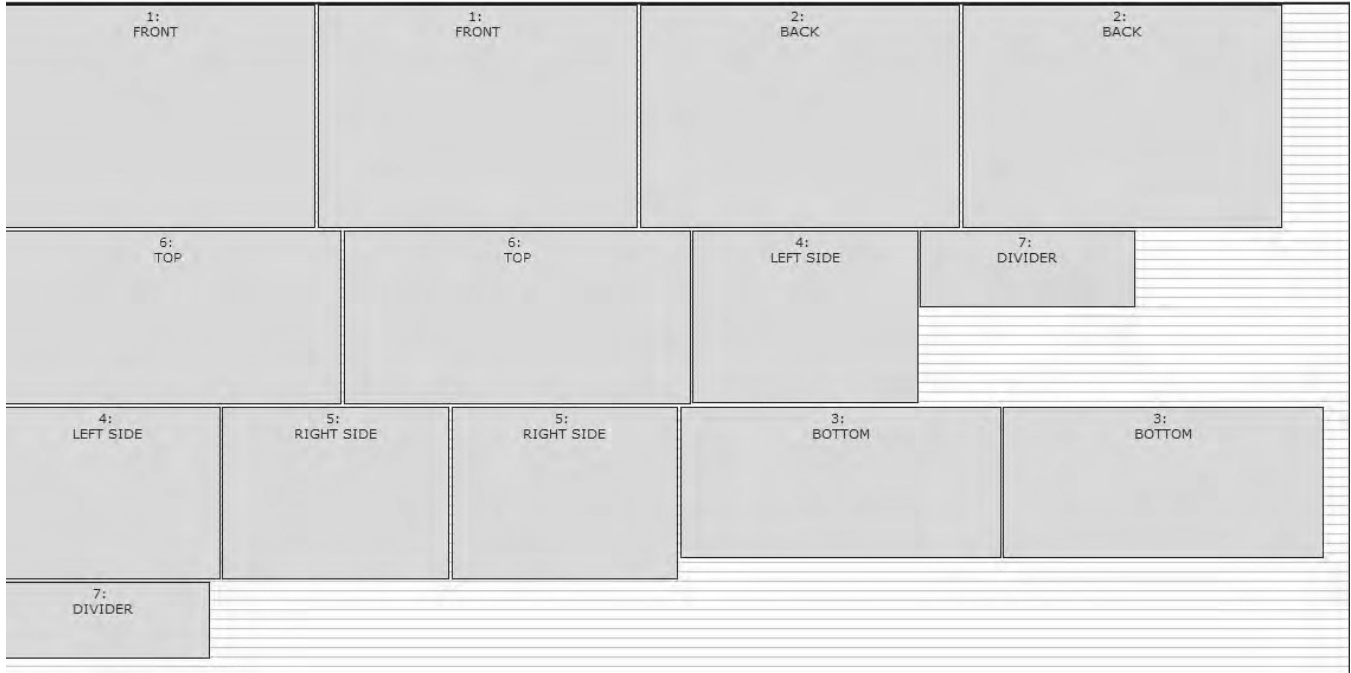 1:
FRONT
1:
FRONT
2:
BACK
2:
BACK
6:
TOP
6:
TOP
4:
LEFT SIDE
7:
DIVIDER
4:
LEFT SIDE
5:
RIGHT SIDE
5:
RIGHT SIDE
3:
BOTTOM
3:
BOTTOM
7:
DIVIDER